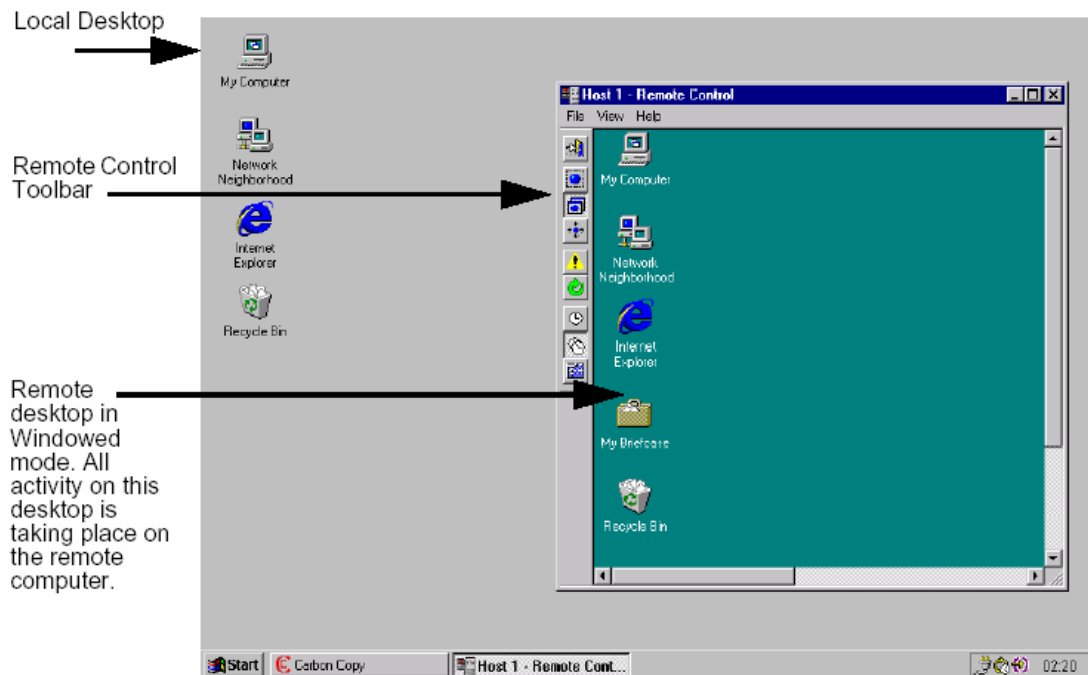 Local Desktop
My Computer
Network
Neighborhood
Internet
Explorer
Recycle Bin
Remote Control
Toolbar
Remote
desktop in
Windowed
mode. All
activity on this
desktop is
taking place on
the remote
computer.
Host 1 - Remote Control
File View Help
My Computer
Network
Neighborhood
Internet
Explorer
My Briefcase
Recycle Bin
Start
Carbon Copy
Host 1 - Remote Cont...
02:20